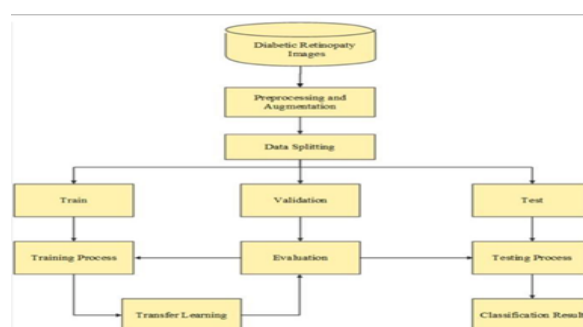 Diabetic Retinopaty
Images
Preprocessing and
Augmentation
Data Splitting
Train
Validation
Test
Training Process
Evaluation
Testing Process
Transfer Learning
Classification Result